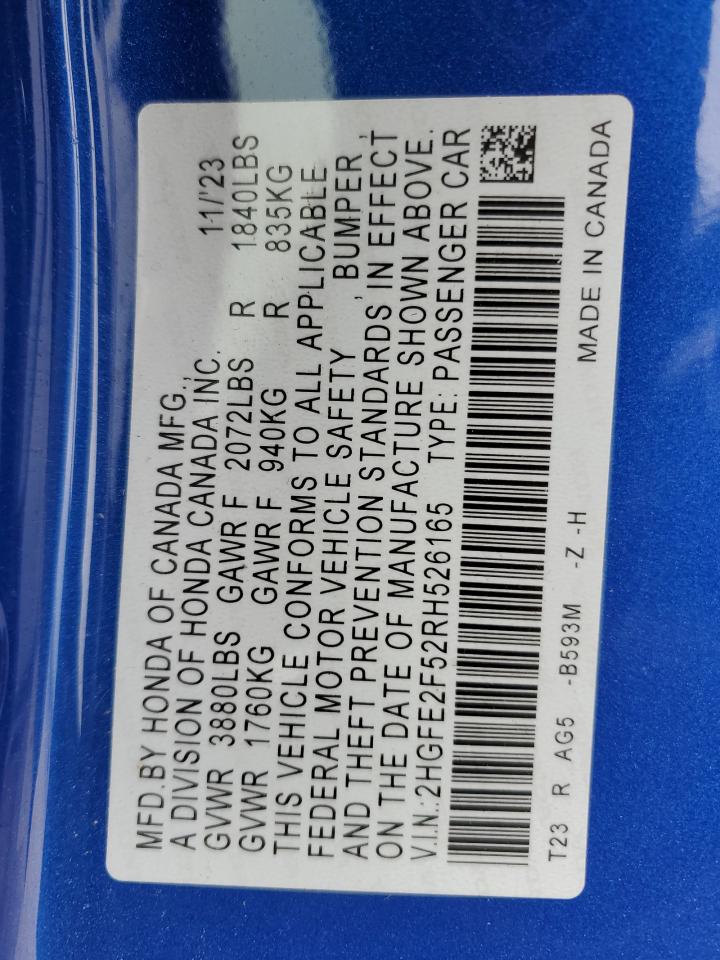 MFD. BY HONDA OF CANADA MFG.,
A DIVISION OF HONDA CANADA INC. 11/'23
GVWR 3880LBS GAWR F 2072LBS R 1840LBS
GVWR 1760KG GAWR F 940KG R 835KG
THIS VEHICLE CONFORMS TO ALL APPLICABLE
FEDERAL MOTOR VEHICLE SAFETY , BUMPER ,
AND THEFT PREVENTION STANDARDS IN EFFECT
ON THE DATE OF MANUFACTURE SHOWN ABOVE.
V.I.N.:2HGFE2F52RH526165 TYPE: PASSENGER CAR
T23 R AG5 -B593M -Z -H MADE IN CANADA